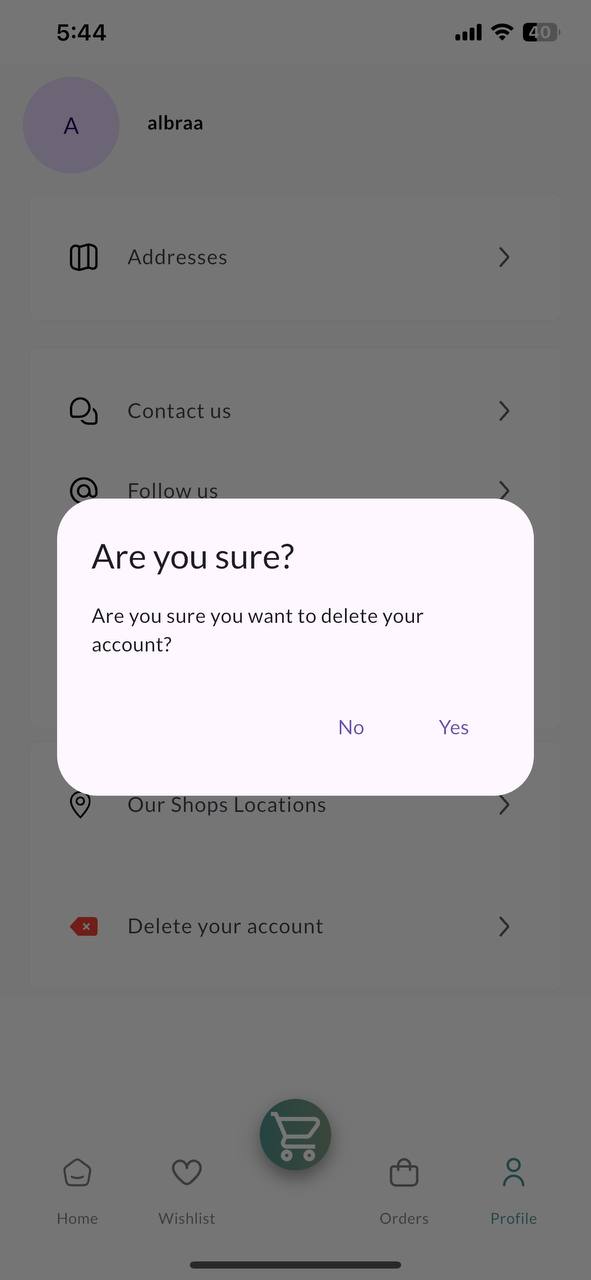 5:44
40
A
albraa
Addresses
Contact us
Follow us
Are you sure?
Are you sure you want to delete your
account?
No
Yes
Our Shops Locations
Delete your account
Home
Wishlist
Orders
Profile